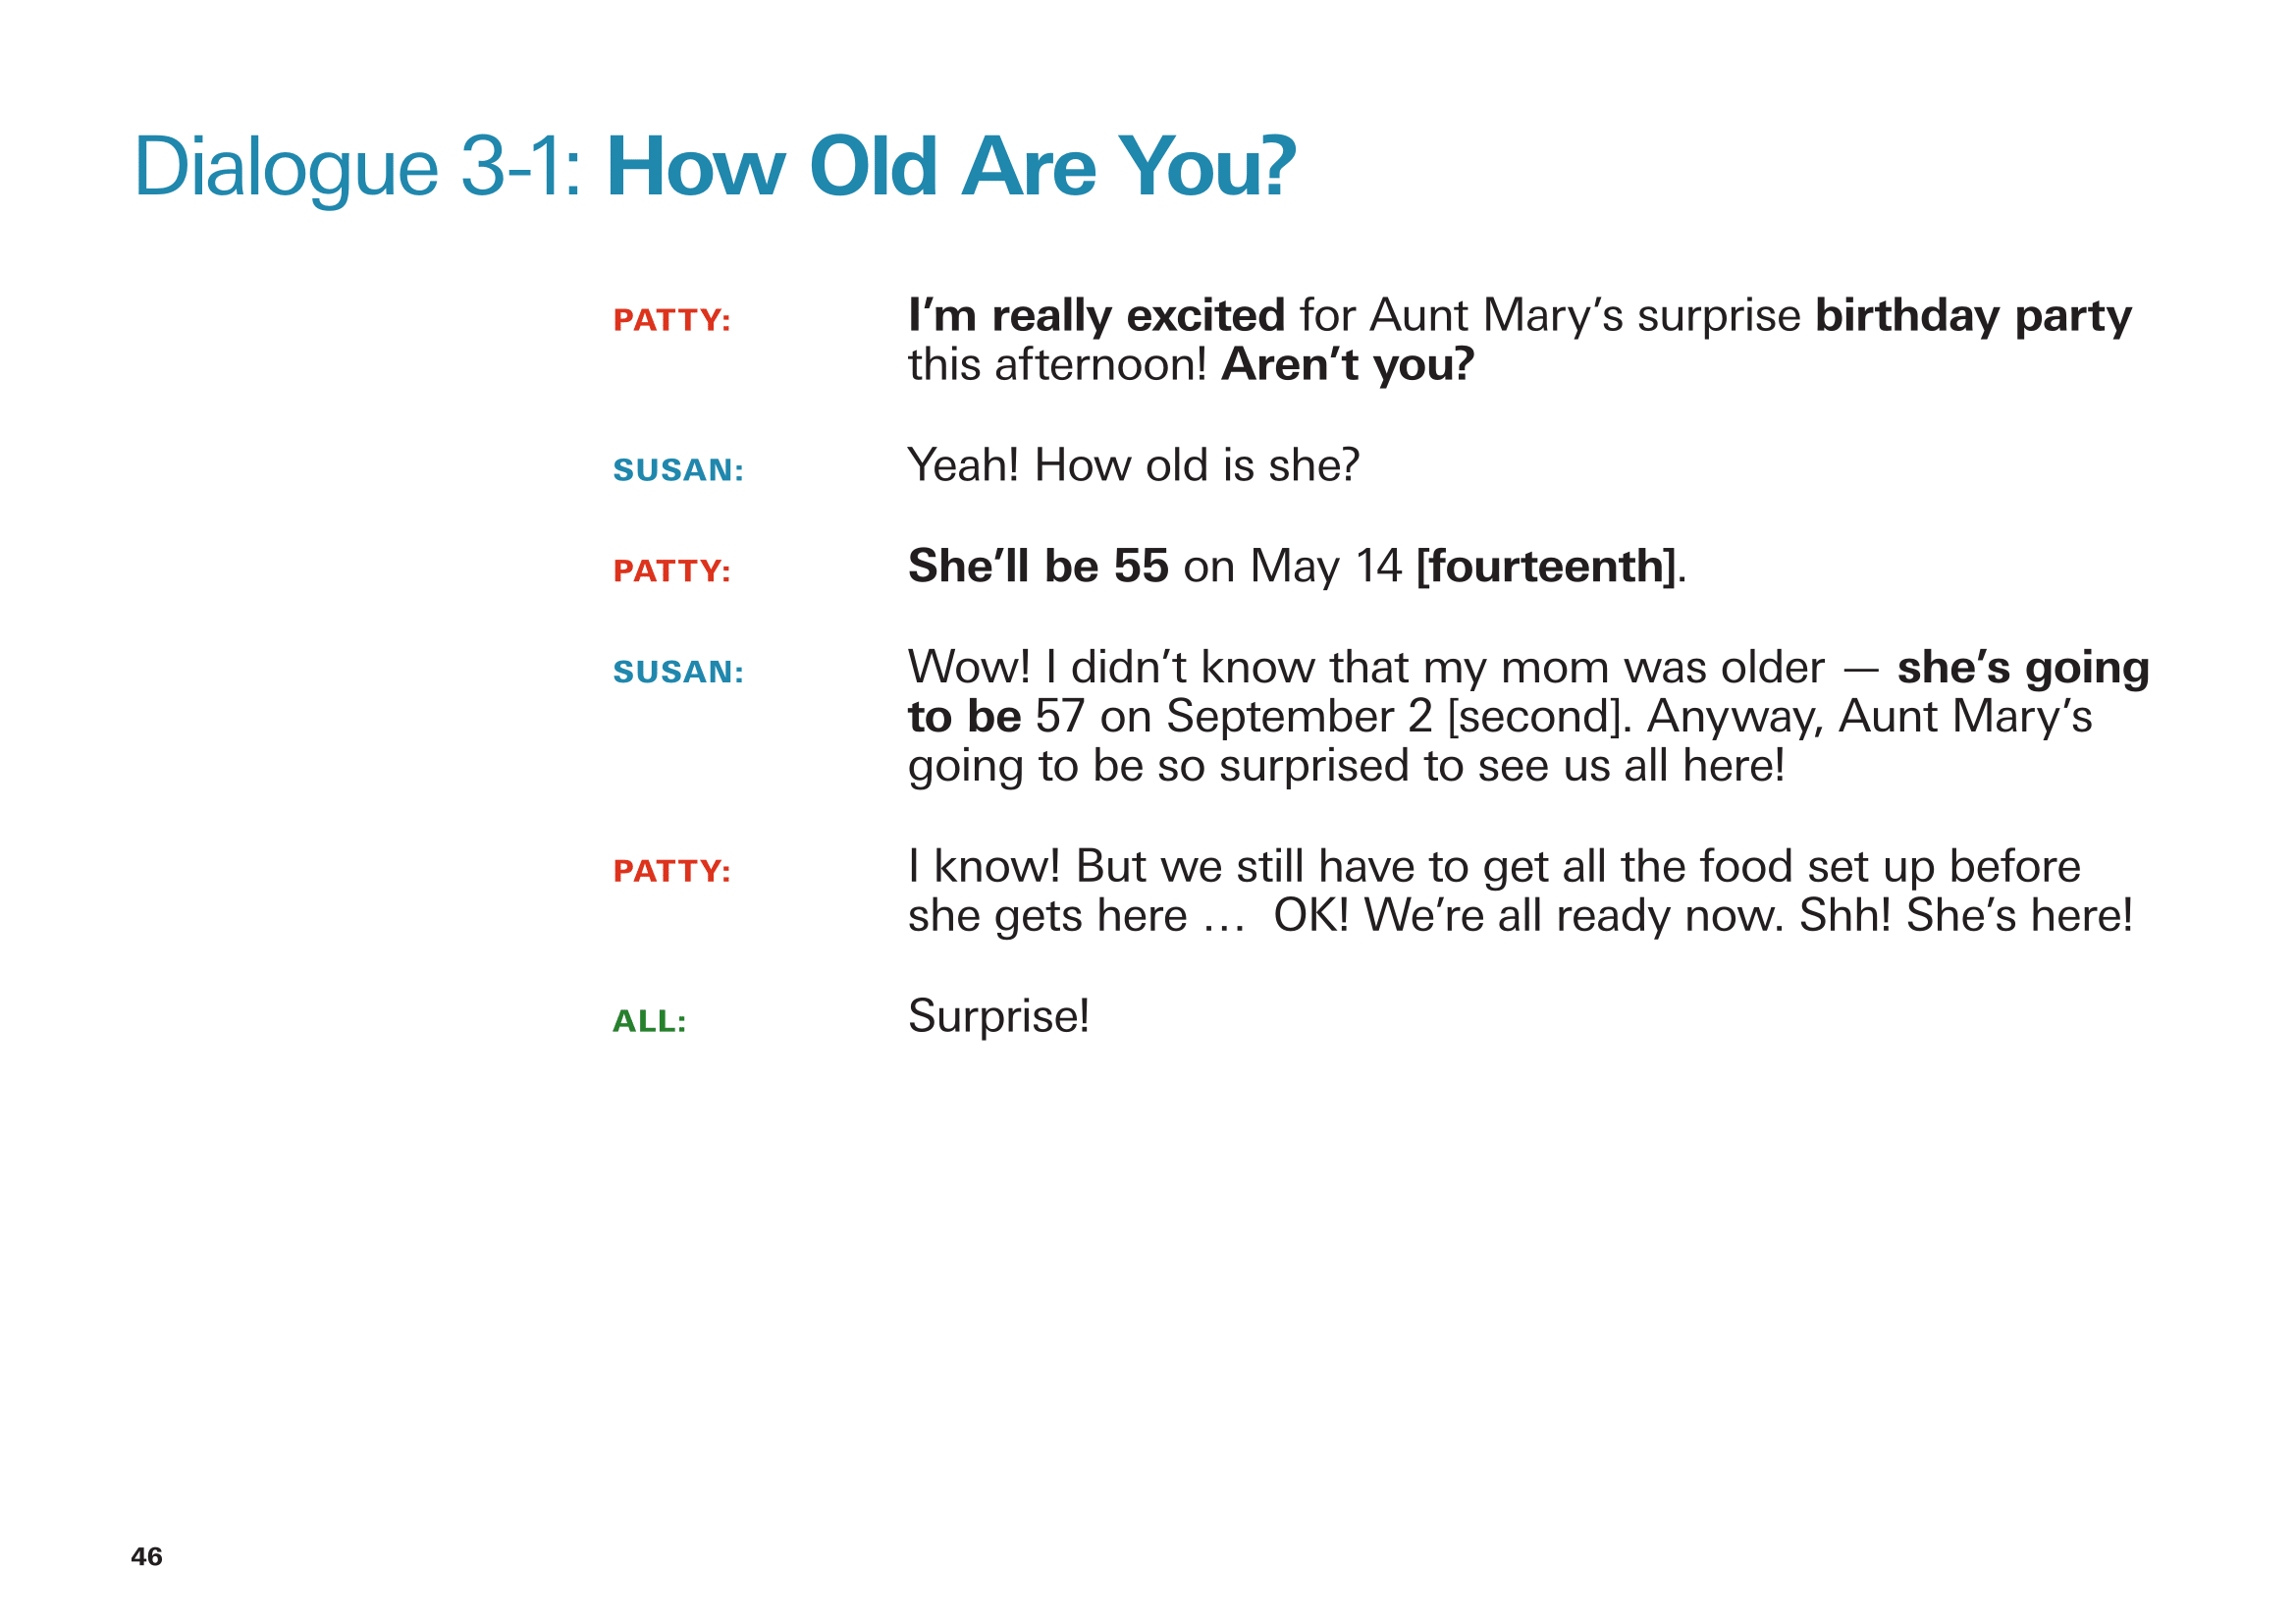 Dialogue 3-1: How Old Are You?
PATTY: I’m really excited for Aunt Mary’s surprise birthday party
this afternoon! Aren’t you?
SUSAN: Yeah! How old is she?
PATTY: She’ll be 55 on May 14 [fourteenth].
SUSAN: Wow! I didn’t know that my mom was older — she’s going
to be 57 on September 2 [second]. Anyway, Aunt Mary’s
going to be so surprised to see us all here!
PATTY: I know! But we still have to get all the food set up before
she gets here … OK! We’re all ready now. Shh! She’s here!
ALL: Surprise!
46